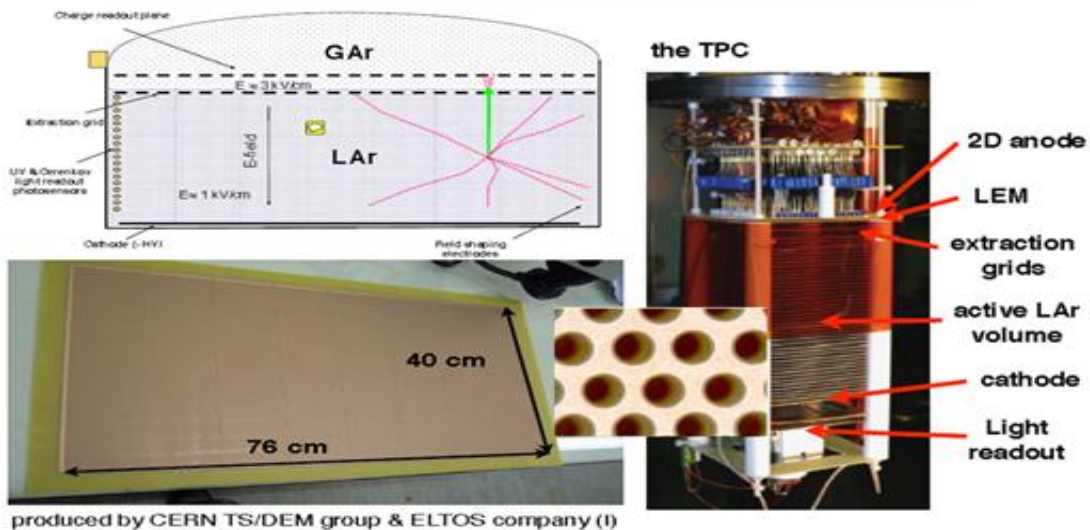 Charge readout plane
GAr
E = 3 kV/cm
Extraction grid
E-field
LAr
UV & Cerenkov
light readout
photosensors
E= 1 kV/cm
Cathode (- HV)
Field shaping
electrodes
the TPC
2D anode
LEM
extraction
grids
active LAr
volume
cathode
Light
readout
40 cm
76 cm
produced by CERN TS/DEM group & ELTOS company (I)